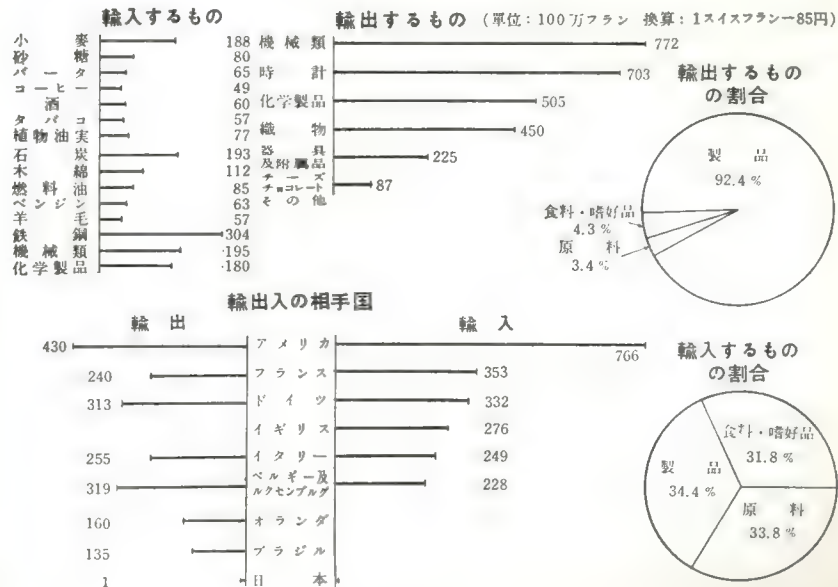 輸入するもの
小麥 188
砂糖 80
バータ 65
コーヒー 49
酒 60
タバコ 57
植物油実 77
石炭 193
木綿 112
燃料油 85
ベンジン 63
羊毛 57
鉄鋼 304
機械類 195
化学製品 180
輸出するもの (單位:100万フラン 換算:1スイスフラン―85円)
機械類 772
時計 703
化学製品 505
織物 450
器具
及附属品 225
チーズ
チョコレート 87
その他
輸出するもの
の割合
製品
92.4%
食料・嗜好品
4.3%
原料
3.4%
輸出入の相手国
輸出 輸入
430 アメリカ 766
240 フランス 353
313 ドイツ 332
イギリス 276
255 イタリー 249
319 ベルギー及
ルクセンブルグ 228
160 オランダ
135 ブラジル
1 日本
輸入するもの
の割合
食料・嗜好品
31.8%
製品
34.4%
原料
33.8%